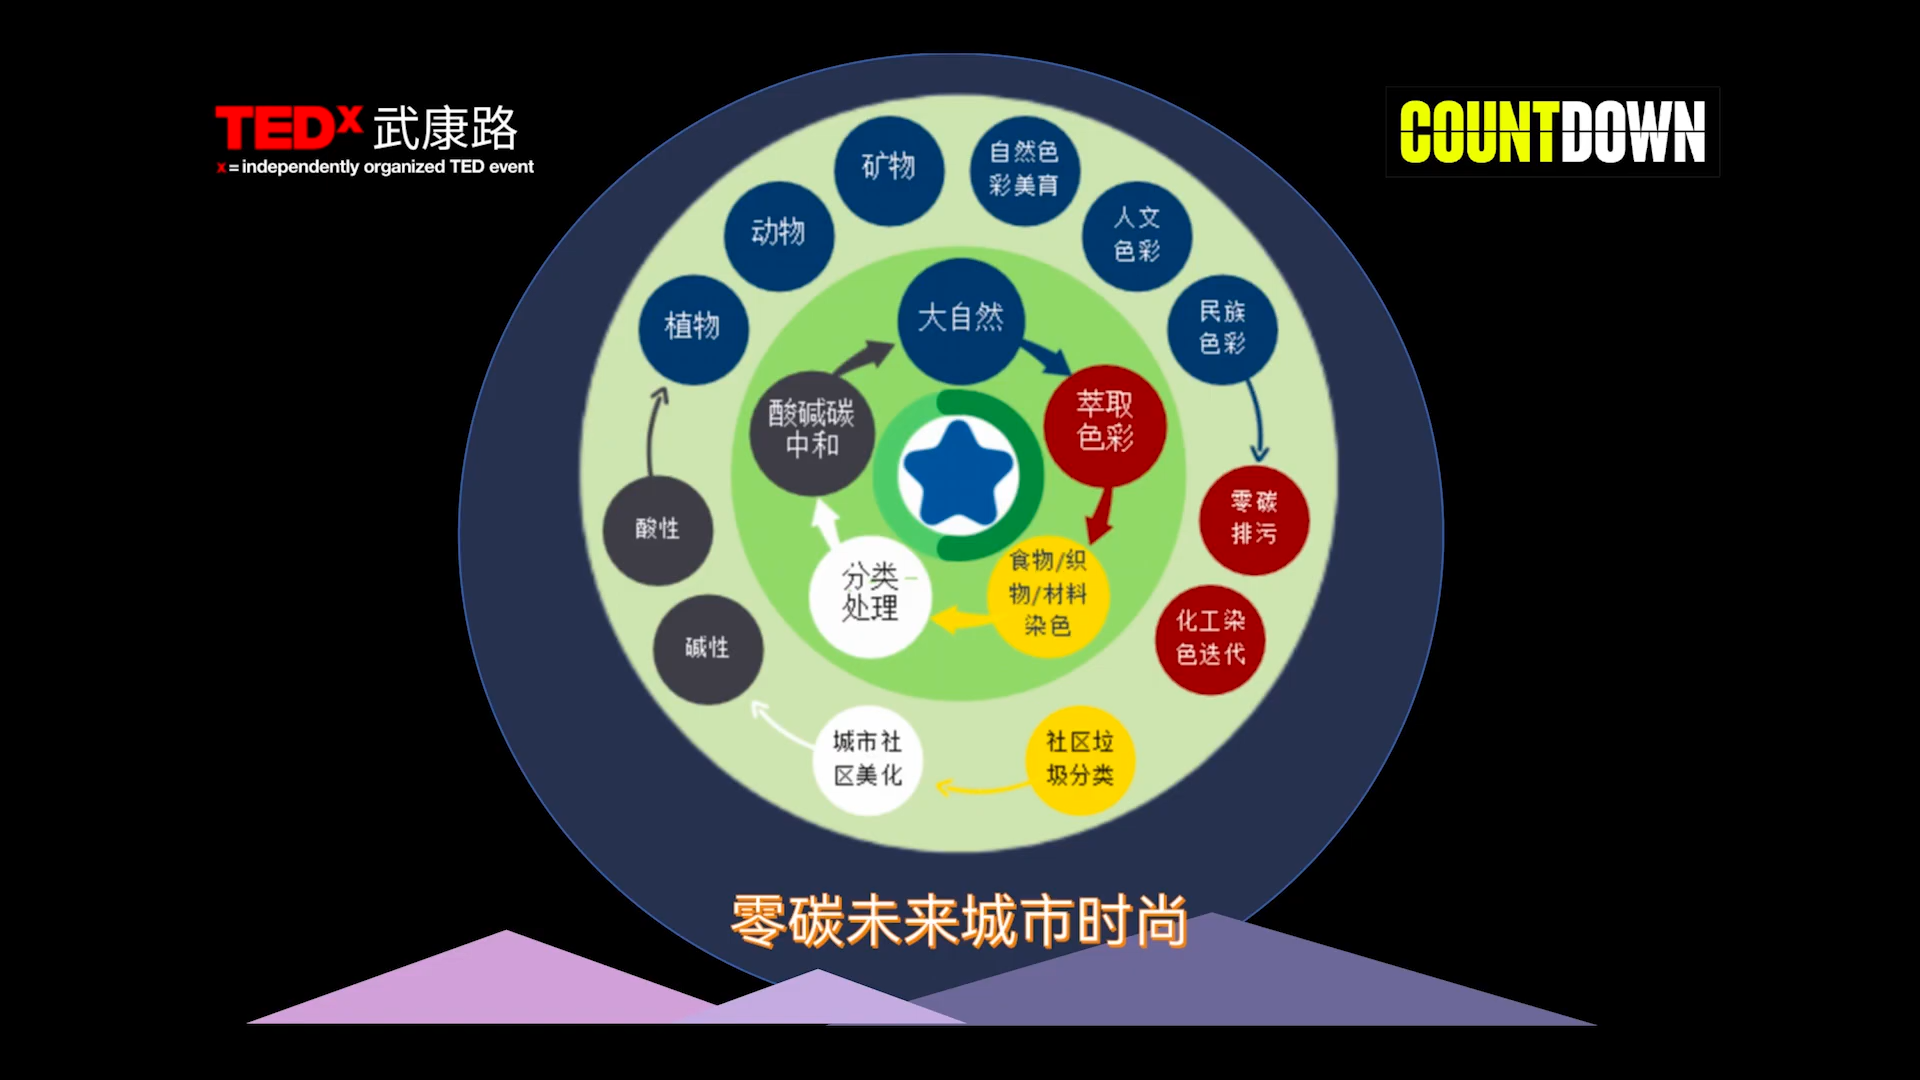 TEDx 武康路
x = independently organized TED event
COUNTDOWN
矿物
自然色
彩美育
动物
人文
色彩
植物
民族
色彩
大自然
酸碱碳
中和
萃取
色彩
酸性
零碳
排污
分类
处理
食物/织
物/材料
染色
碱性
化工染
色迭代
城市社
区美化
社区垃
圾分类
零碳未来城市时尚